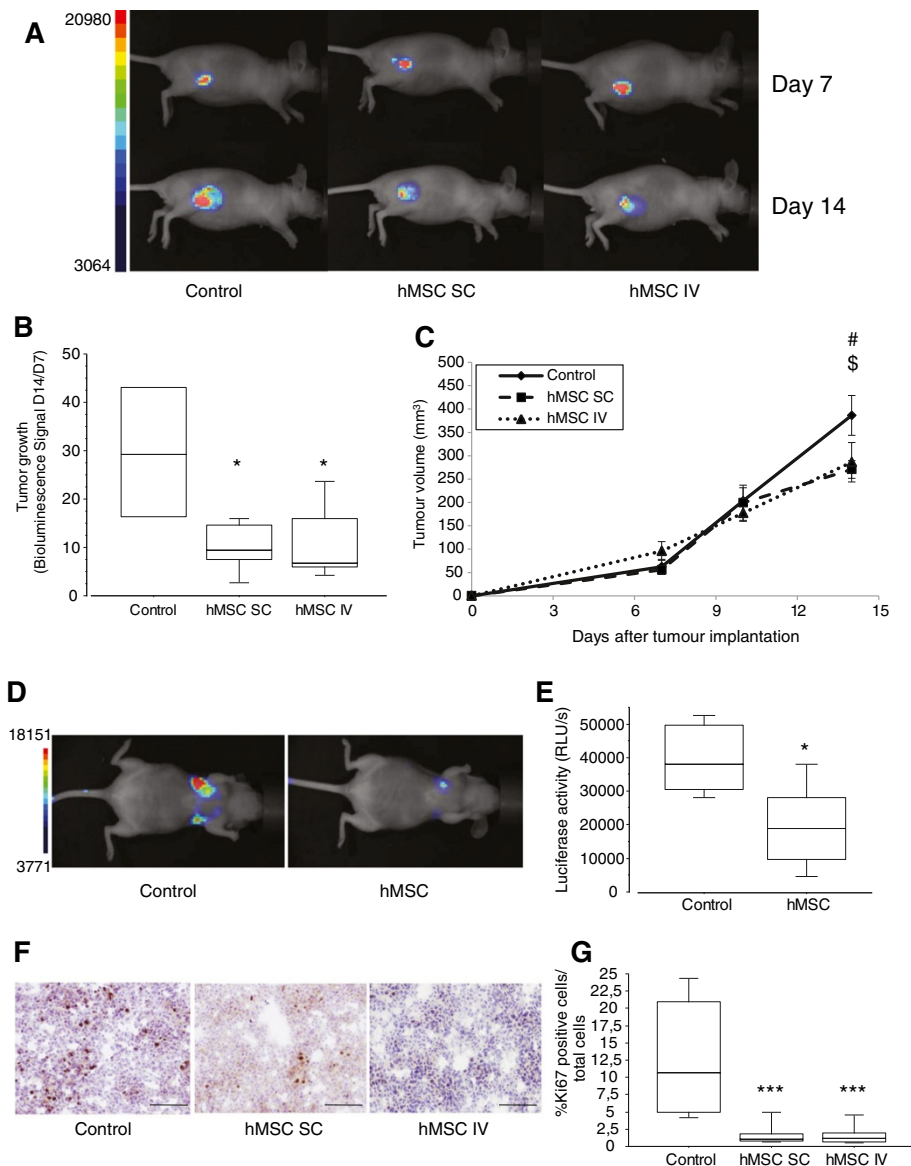 A
20980
3064
Day 7
Day 14
Control
hMSC SC
hMSC IV
B
Tumor growth
(Bioluminescence Signal D14/D7)
50
40
30
20
10
0
*
*
Control
hMSC SC
hMSC IV
C
#
$
Tumour volume (mm³)
500
450
400
350
300
250
200
150
100
50
0
Control
hMSC SC
hMSC IV
0
3
6
9
12
15
Days after tumour implantation
D
18151
3771
Control
hMSC
E
Luciferase activity (RLU/s)
50000
40000
30000
20000
10000
0
*
Control
hMSC
F
Control
hMSC SC
hMSC IV
G
%Ki67 positive cells/
total cells
25
22,5
20
17,5
15
12,5
10
7,5
5
2,5
0
***
***
Control
hMSC SC
hMSC IV